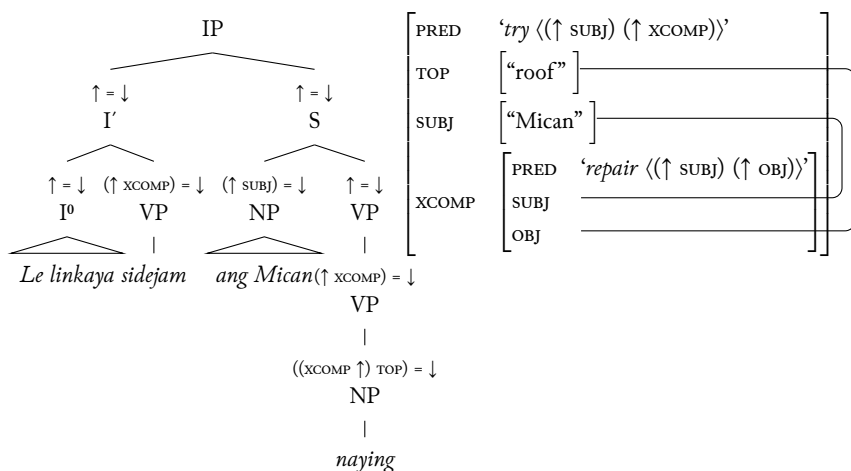 IP
↑ = ↓ ↑ = ↓
I′ S
↑ = ↓ (↑ XCOMP) = ↓ (↑ SUBJ) = ↓ ↑ = ↓
I⁰ VP NP VP
Le linkaya sidejam ang Mican (↑ XCOMP) = ↓
VP
((XCOMP ↑) TOP) = ↓
NP
naying
PRED ‘try ⟨(↑ SUBJ) (↑ XCOMP)⟩’
TOP [“roof”]
SUBJ [“Mican”]
XCOMP
PRED ‘repair ⟨(↑ SUBJ) (↑ OBJ)⟩’
SUBJ
OBJ